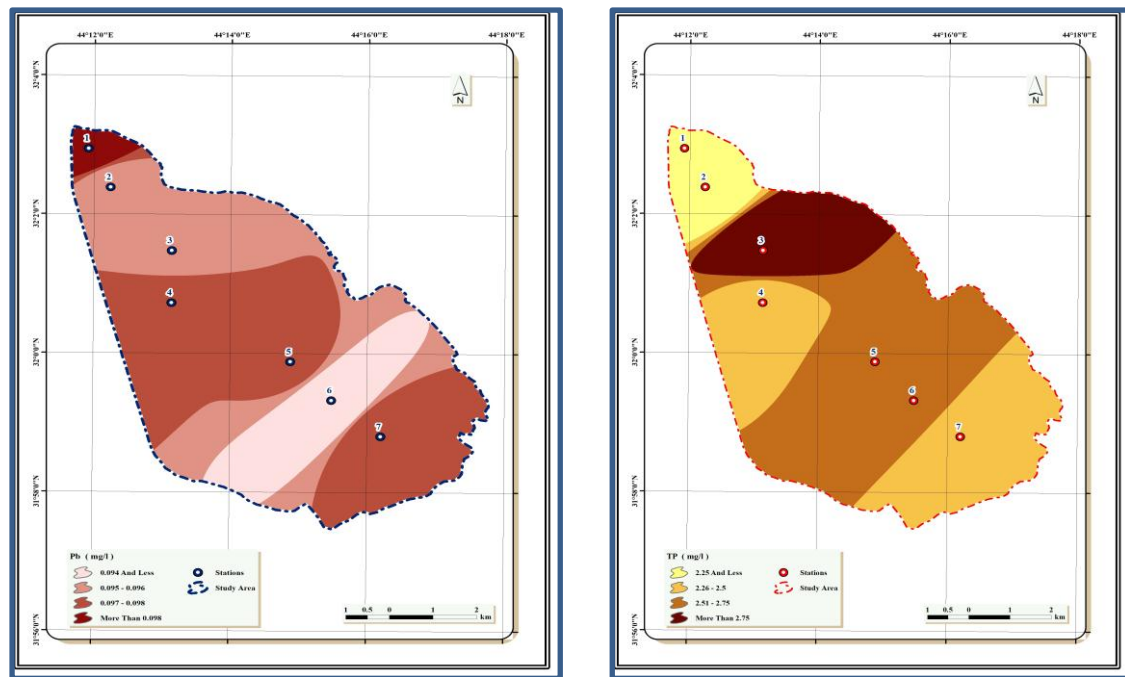 44°12'0"E 44°14'0"E 44°16'0"E 44°18'0"E
32°4'0"N
N
1
2
32°2'0"N
3
4
32°0'0"N
5
6
7
31°58'0"N
Pb ( mg/l )
0.094 And Less
Stations
0.095 - 0.096
Study Area
0.097 - 0.098
More Than 0.098
1 0.5 0 1 2
km
31°56'0"N
44°12'0"E 44°14'0"E 44°16'0"E 44°18'0"E
32°4'0"N
N
1
2
32°2'0"N
3
4
32°0'0"N
5
6
7
31°58'0"N
TP ( mg/l )
2.25 And Less
Stations
2.26 - 2.5
Study Area
2.51 - 2.75
More Than 2.75
1 0.5 0 1 2
km
31°56'0"N